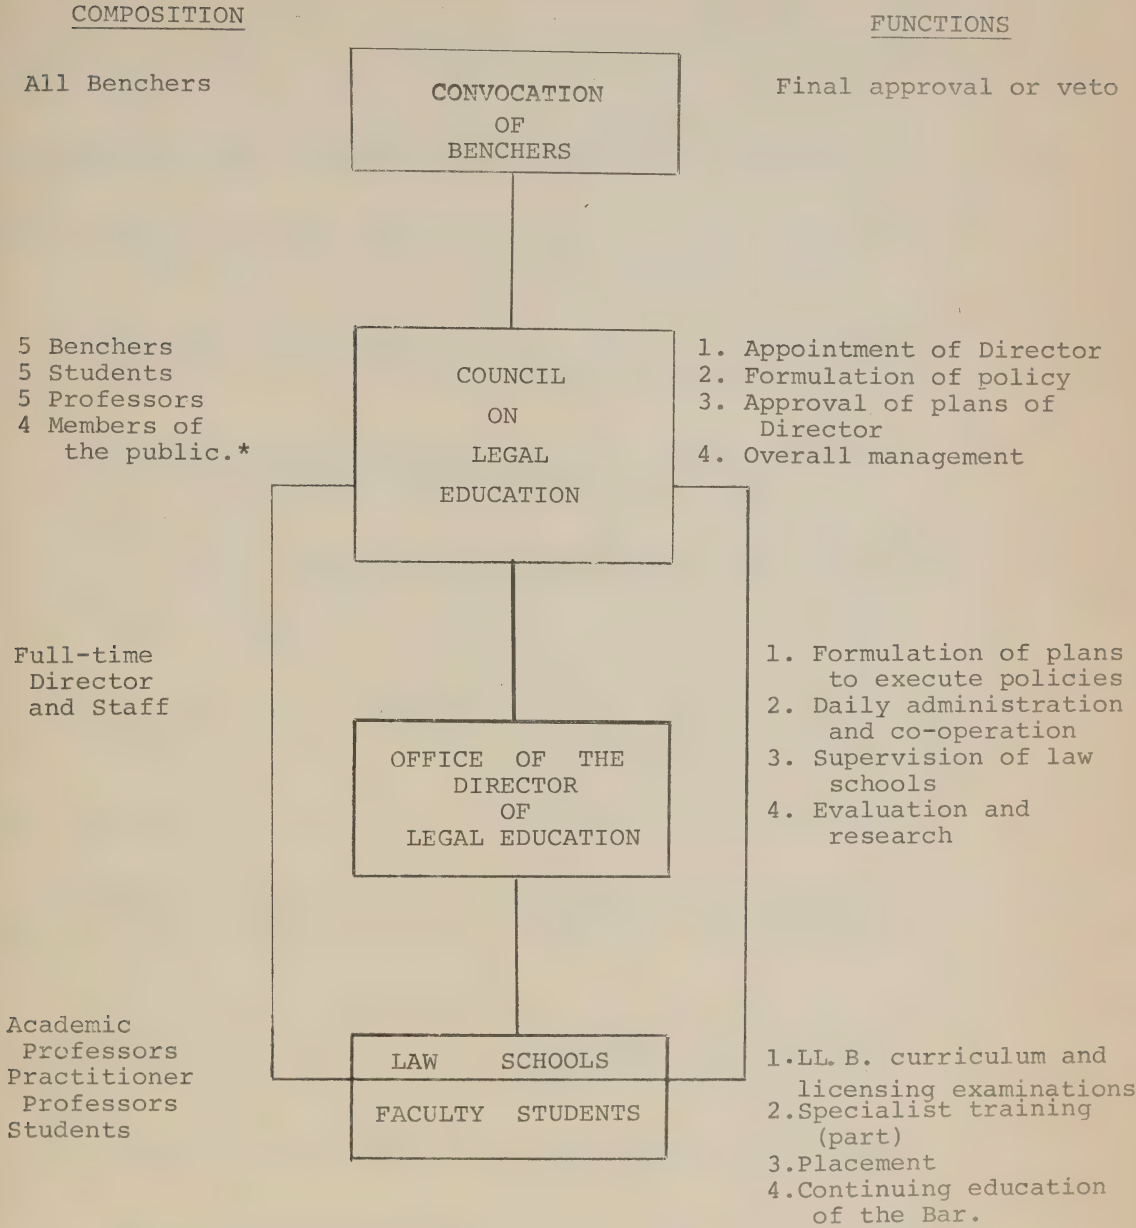 COMPOSITION
FUNCTIONS
All Benchers
CONVOCATION
OF
BENCHERS
Final approval or veto
5 Benchers
5 Students
5 Professors
4 Members of
the public.*
COUNCIL
ON
LEGAL
EDUCATION
1. Appointment of Director
2. Formulation of policy
3. Approval of plans of
Director
4. Overall management
Full-time
Director
and Staff
OFFICE OF THE
DIRECTOR
OF
LEGAL EDUCATION
1. Formulation of plans
to execute policies
2. Daily administration
and co-operation
3. Supervision of law
schools
4. Evaluation and
research
Academic
Professors
Practitioner
Professors
Students
LAW SCHOOLS
FACULTY STUDENTS
1.LL.B. curriculum and
licensing examinations
2.Specialist training
(part)
3.Placement
4.Continuing education
of the Bar.